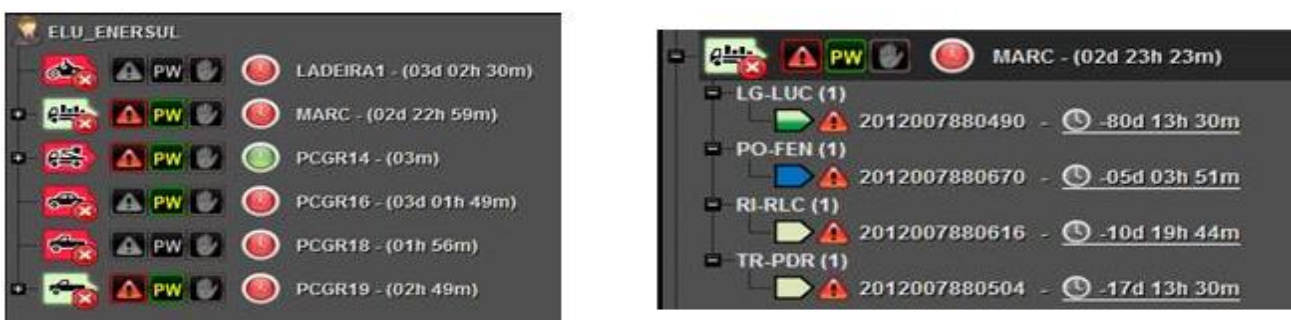 ELU_ENERSUL
PW LADEIRA1 - (03d 02h 30m)
PW MARC - (02d 22h 59m)
PW PCGR14 - (03m)
PW PCGR16 - (03d 01h 49m)
PW PCGR18 - (01h 56m)
PW PCGR19 - (02h 49m)
PW MARC - (02d 23h 23m)
LG-LUC (1)
2012007880490 - -80d 13h 30m
PO-FEN (1)
2012007880670 - -05d 03h 51m
RI-RLC (1)
2012007880616 - -10d 19h 44m
TR-PDR (1)
2012007880504 - -17d 13h 30m